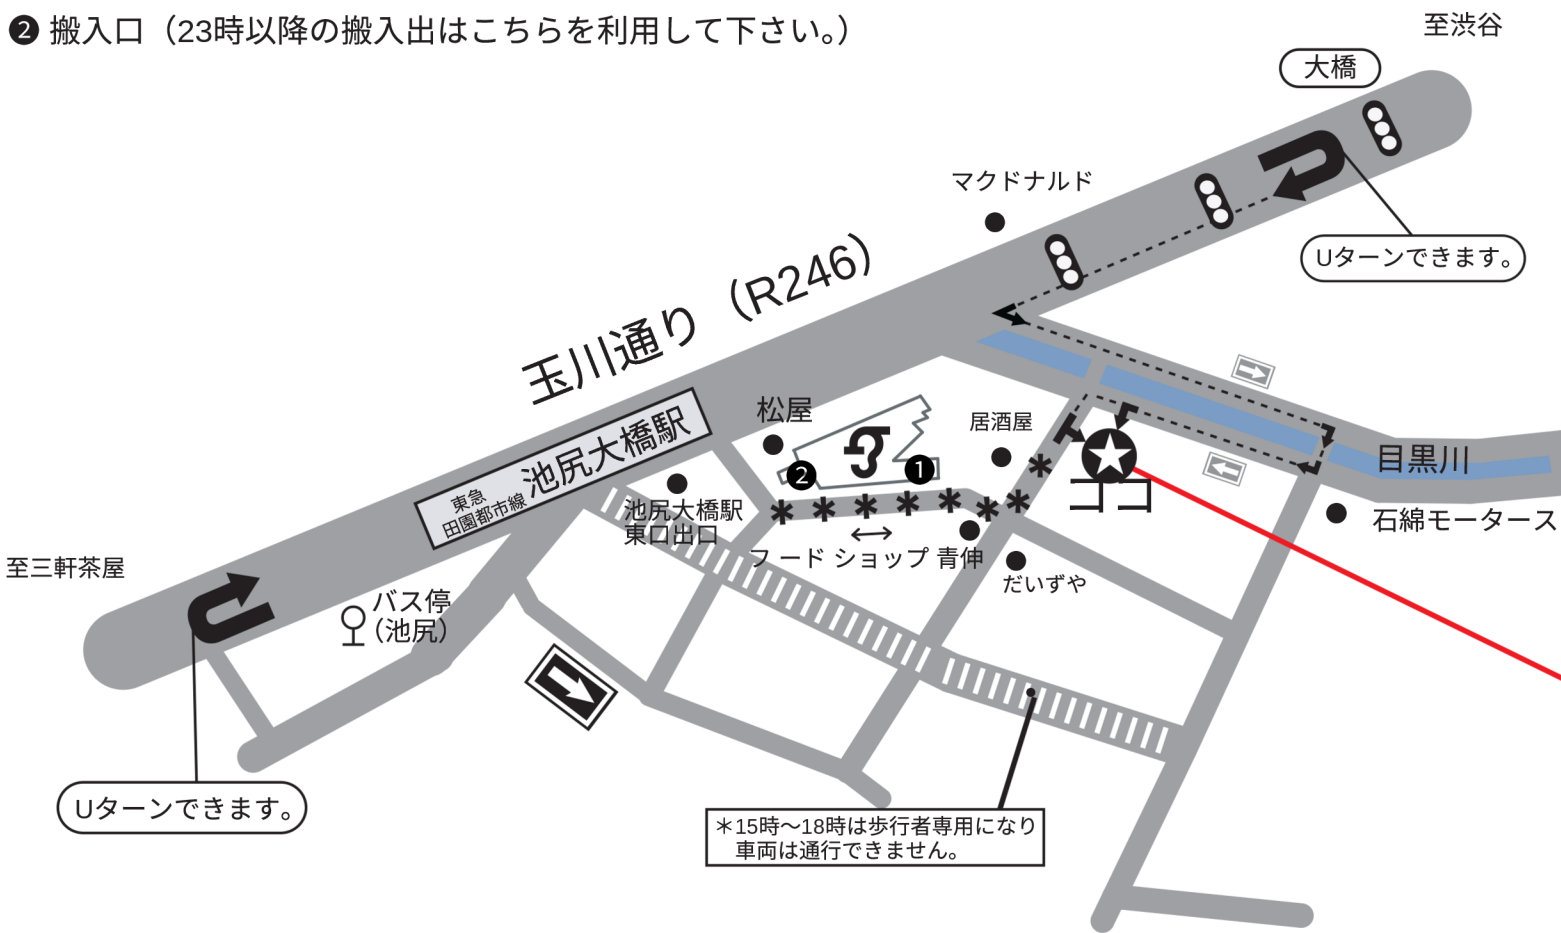 ❷ 搬入口（23時以降の搬入出はこちらを利用して下さい。）
至渋谷
大橋
マクドナルド
Uターンできます。
玉川通り（R246）
松屋
居酒屋
東急
田園都市線
池尻大橋駅
❷
❶
目黒川
ココ
池尻大橋駅
東口出口
石綿モータース
フード ショップ 青伸
だいずや
至三軒茶屋
バス停
（池尻）
Uターンできます。
＊15時〜18時は歩行者専用になり
車両は通行できません。